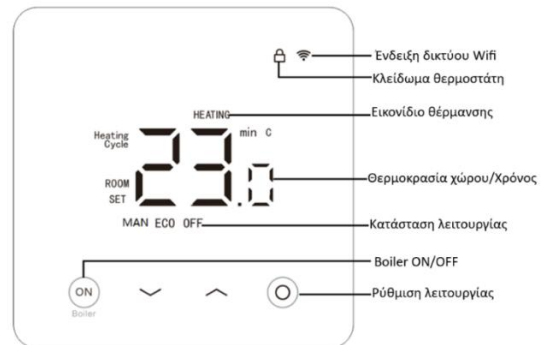 Ένδειξη δικτύου Wifi
Κλείδωμα θερμοστάτη
HEATING
Εικονίδιο θέρμανσης
Heating
Cycle
min C
23.0
ROOM
SET
Θερμοκρασία χώρου/Χρόνος
MAN ECO OFF
Κατάσταση λειτουργίας
Boiler ON/OFF
ON
Boiler
Ρύθμιση λειτουργίας